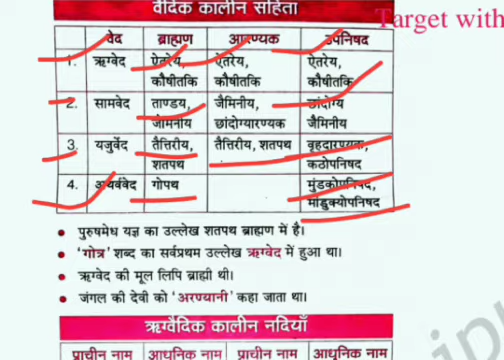 वैदिक कालीन संहिता
Target with
वेद ब्राह्मण आरण्यक उपनिषद
1. ऋग्वेद ऐतरेय, ऐतरेय, ऐतरेय,
कौषीतकि कौषीतकि कौषीतकि
2. सामवेद ताण्डय, जैमिनीय, छांदोग्य
जैमिनीय छांदोग्यारण्यक जैमिनीय
3. यजुर्वेद तैत्तिरीय, तैत्तिरीय, शतपथ बृहदारण्यक,
शतपथ कठोपनिषद
4. अथर्ववेद गोपथ मुंडकोपनिषद,
मांडुक्योपनिषद
• पुरुषमेध यज्ञ का उल्लेख शतपथ ब्राह्मण में है।
• 'गोत्र' शब्द का सर्वप्रथम उल्लेख ऋग्वेद में हुआ था।
• ऋग्वेद की मूल लिपि ब्राह्मी थी।
• जंगल की देवी को 'अरण्यानी' कहा जाता था।
ऋग्वैदिक कालीन नदियाँ
प्राचीन नाम आधुनिक नाम प्राचीन नाम आधुनिक नाम